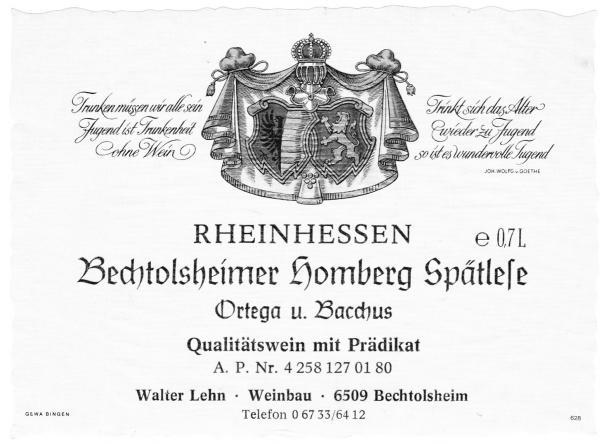 Trunken müssen wir alle sein
Jugend ist Trunkenheit
ohne Wein
Trinkt sich das Alter
wieder zu Jugend
so ist es wundervolle Tugend
JOH. WOLFG. v. GOETHE
RHEINHESSEN
e 0,7 L
Bechtolsheimer Homberg Spätlese
Ortega u. Bacchus
Qualitätswein mit Prädikat
A. P. Nr. 4 258 127 01 80
Walter Lehn · Weinbau · 6509 Bechtolsheim
Telefon 0 67 33/64 12
GEWA BINGEN
628